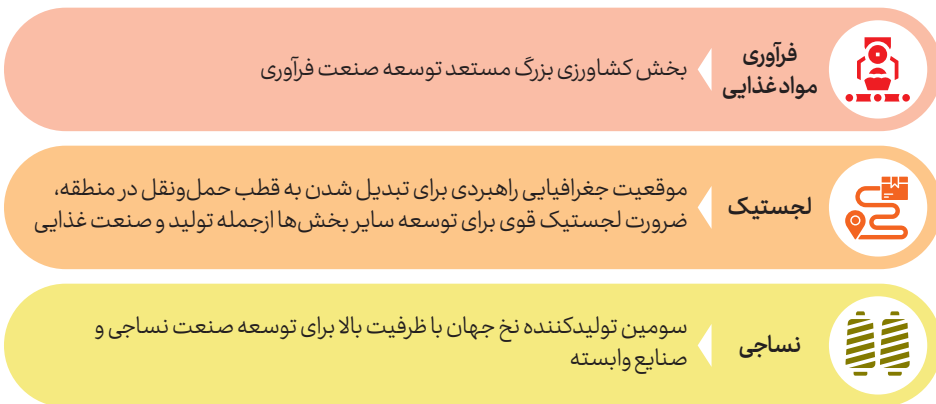 فرآوری
مواد غذایی
بخش کشاورزی بزرگ مستعد توسعه صنعت فرآوری
لجستیک
موقعیت جغرافیایی راهبردی برای تبدیل شدن به قطب حمل‌ونقل در منطقه،
ضرورت لجستیک قوی برای توسعه سایر بخش‌ها ازجمله تولید و صنعت غذایی
نساجی
سومین تولیدکننده نخ جهان با ظرفیت بالا برای توسعه صنعت نساجی و
صنایع وابسته